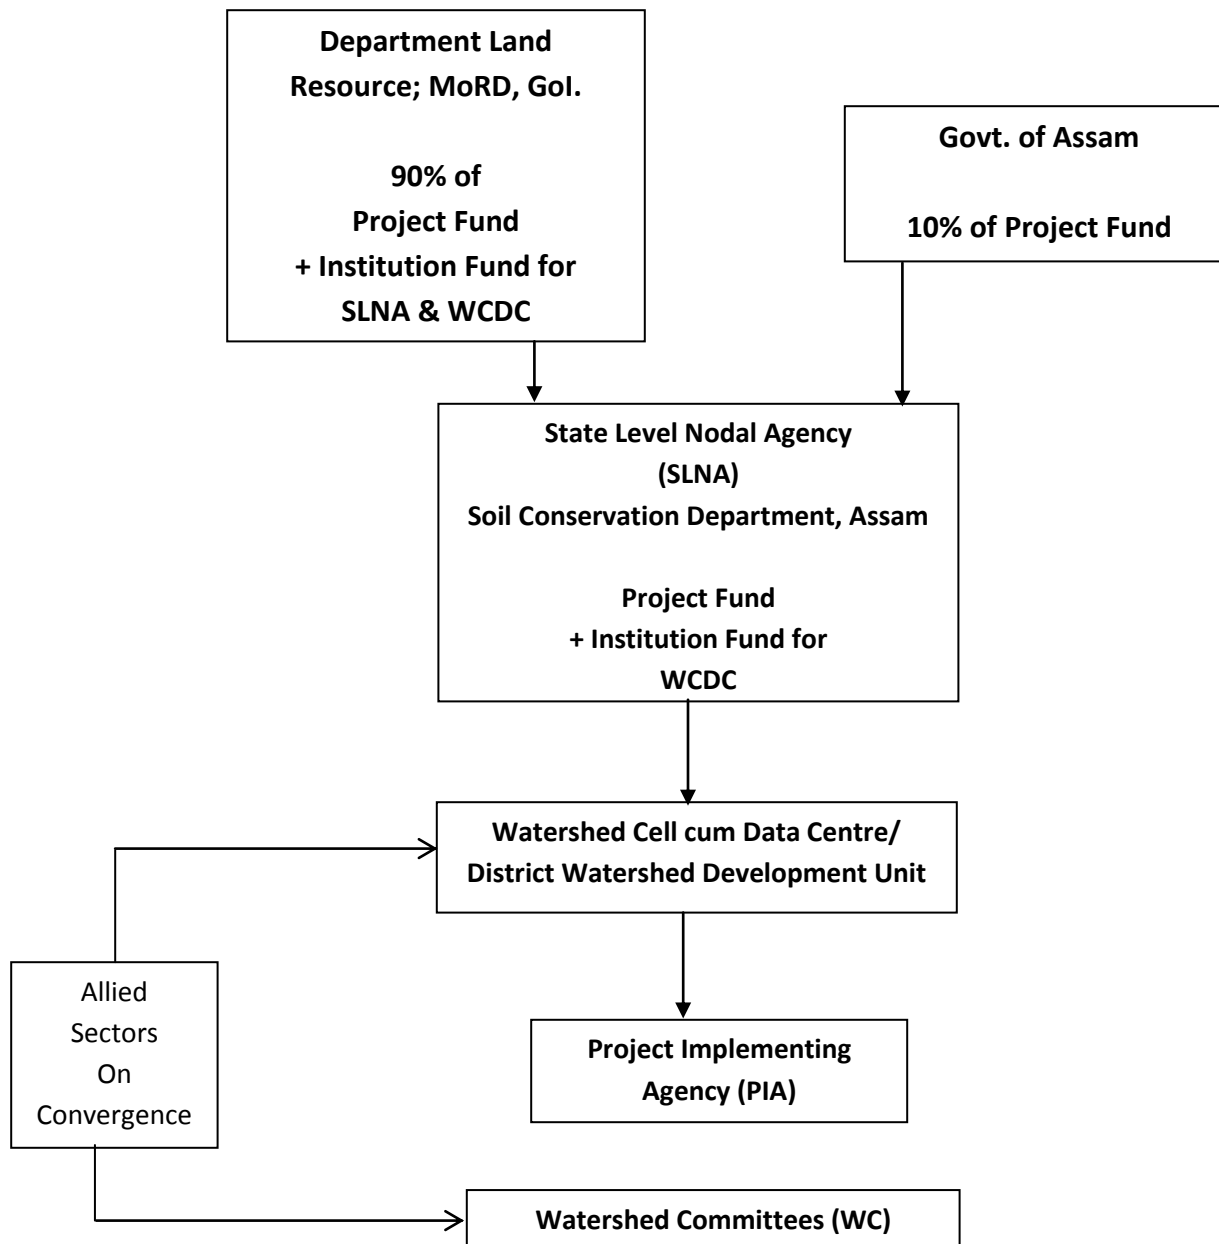 Department Land
Resource; MoRD, GoI.
90% of
Project Fund
+ Institution Fund for
SLNA & WCDC
Govt. of Assam
10% of Project Fund
State Level Nodal Agency
(SLNA)
Soil Conservation Department, Assam
Project Fund
+ Institution Fund for
WCDC
Watershed Cell cum Data Centre/
District Watershed Development Unit
Allied
Sectors
On
Convergence
Project Implementing
Agency (PIA)
Watershed Committees (WC)